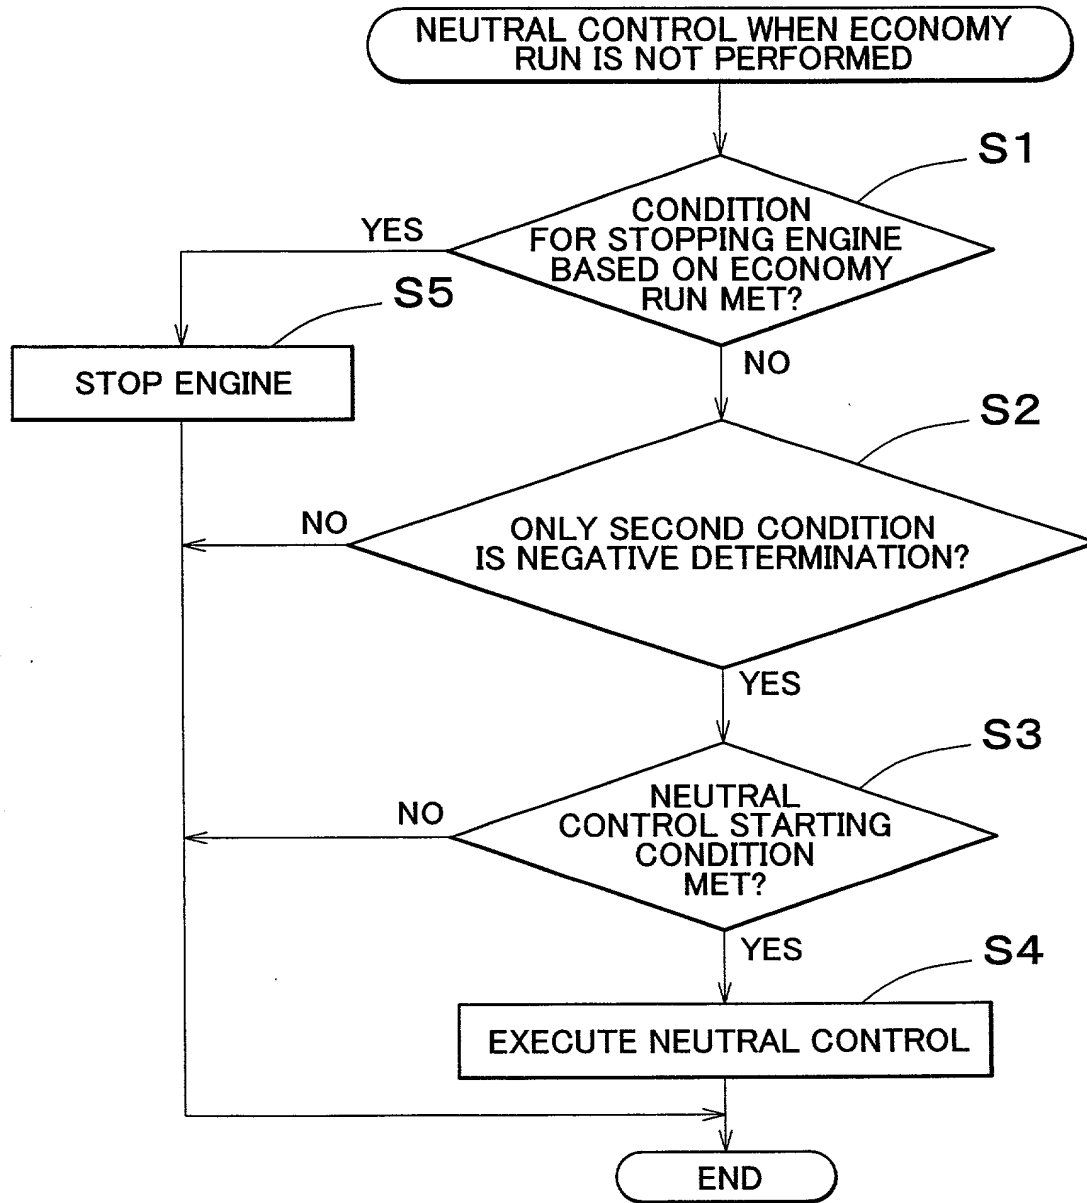 NEUTRAL CONTROL WHEN ECONOMY
RUN IS NOT PERFORMED
S1
CONDITION
FOR STOPPING ENGINE
BASED ON ECONOMY
RUN MET?
YES
S5
STOP ENGINE
NO
S2
ONLY SECOND CONDITION
IS NEGATIVE DETERMINATION?
NO
YES
S3
NEUTRAL
CONTROL STARTING
CONDITION
MET?
NO
YES
S4
EXECUTE NEUTRAL CONTROL
END